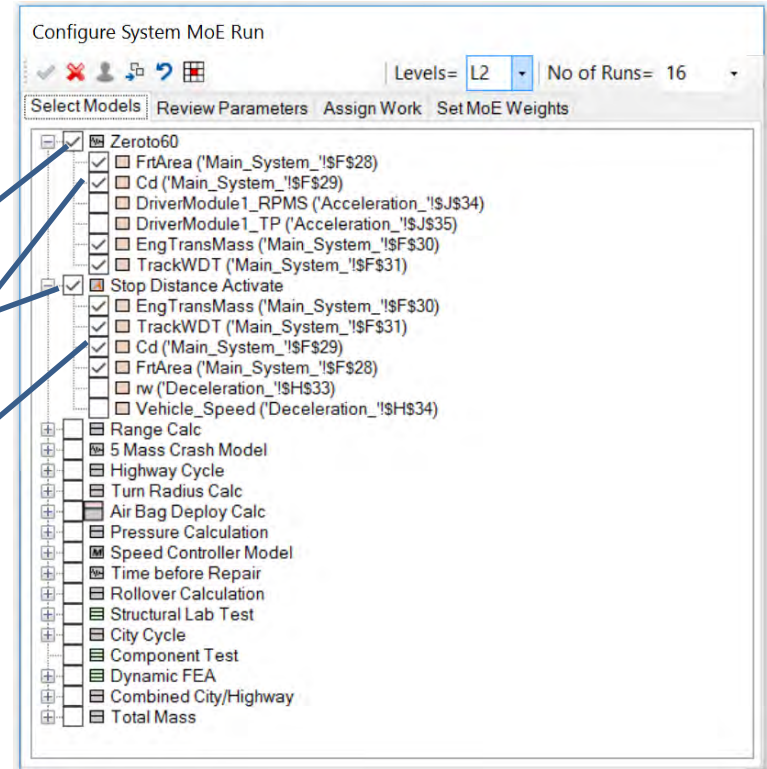 Configure System MoE Run
Levels= L2 No of Runs= 16
Select Models Review Parameters Assign Work Set MoE Weights
Zeroto60
FrtArea ('Main_System_'!$F$28)
Cd ('Main_System_'!$F$29)
DriverModule1_RPMS ('Acceleration_'!$J$34)
DriverModule1_TP ('Acceleration_'!$J$35)
EngTransMass ('Main_System_'!$F$30)
TrackWDT ('Main_System_'!$F$31)
Stop Distance Activate
EngTransMass ('Main_System_'!$F$30)
TrackWDT ('Main_System_'!$F$31)
Cd ('Main_System_'!$F$29)
FrtArea ('Main_System_'!$F$28)
rw ('Deceleration_'!$H$33)
Vehicle_Speed ('Deceleration_'!$H$34)
Range Calc
5 Mass Crash Model
Highway Cycle
Turn Radius Calc
Air Bag Deploy Calc
Pressure Calculation
M Speed Controller Model
Time before Repair
Rollover Calculation
Structural Lab Test
City Cycle
Component Test
Dynamic FEA
Combined City/Highway
Total Mass